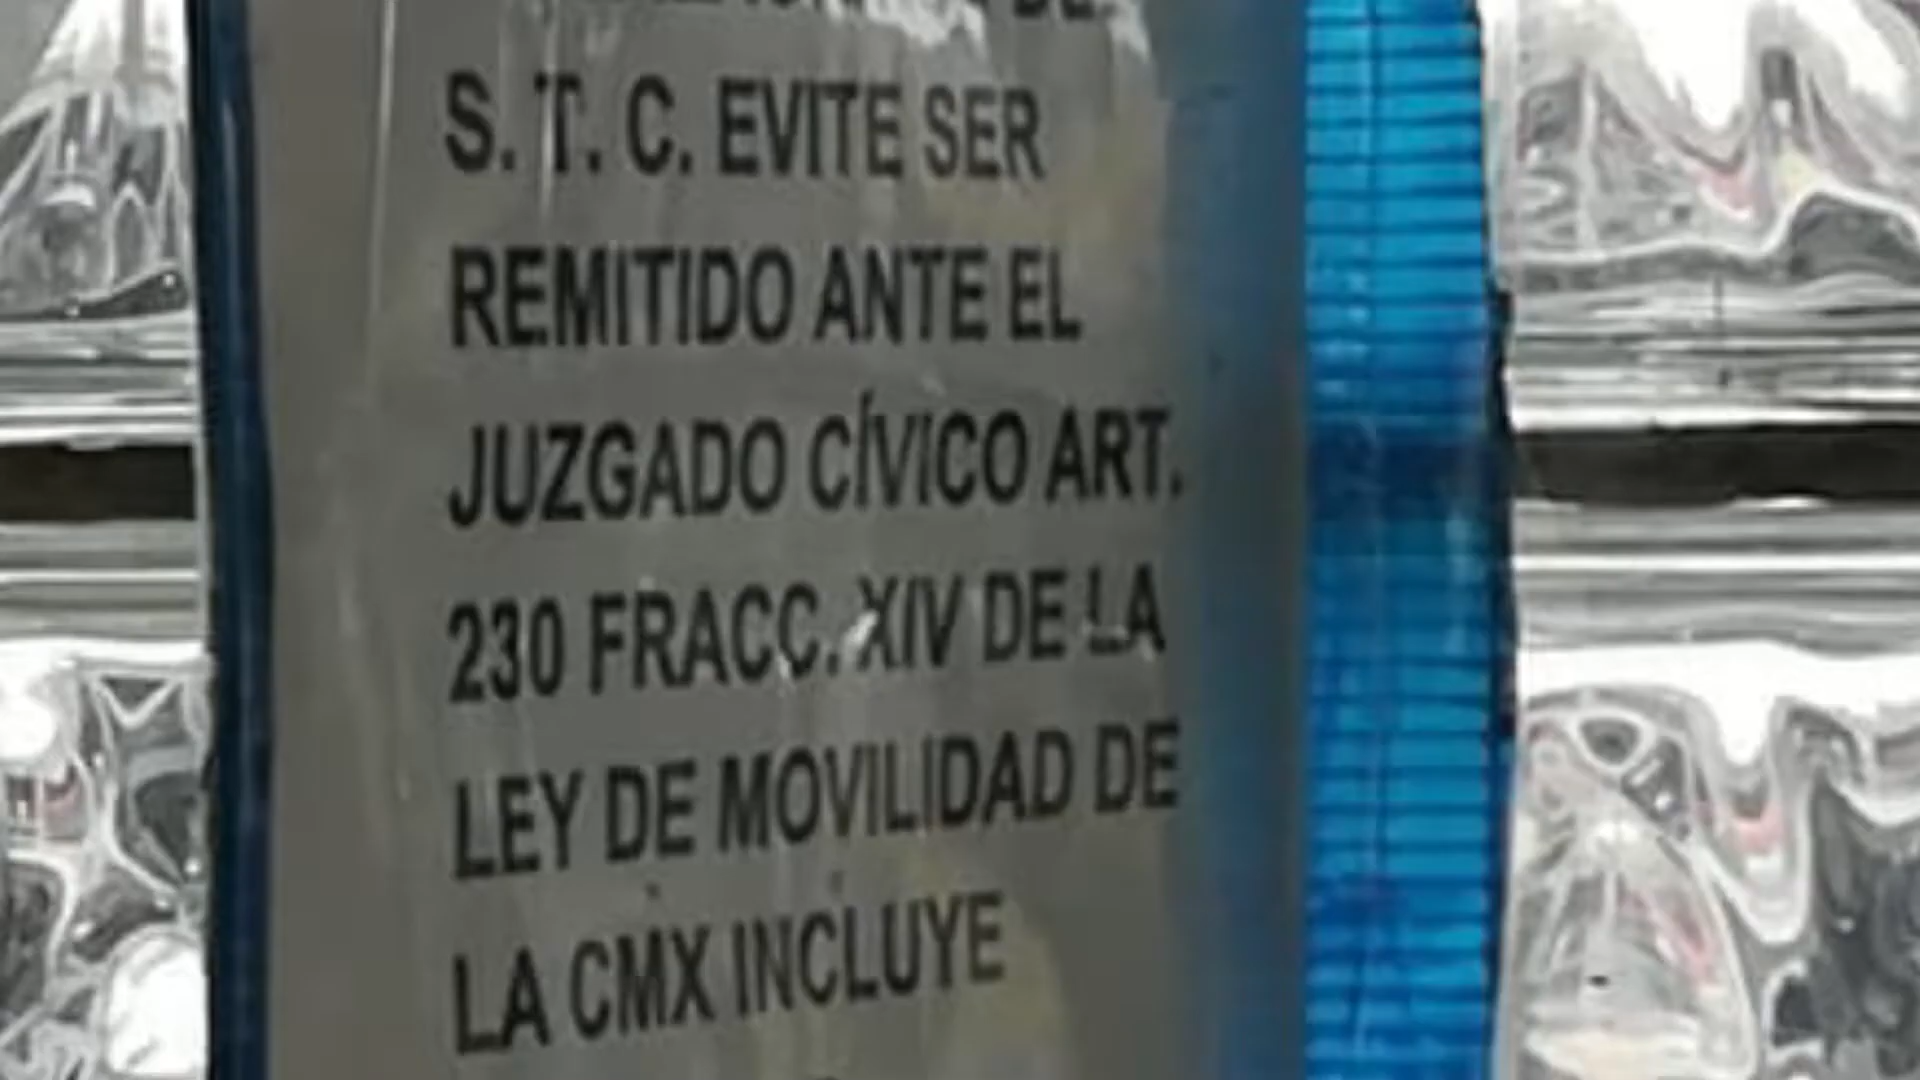 S. T. C. EVITE SER
REMITIDO ANTE EL
JUZGADO CÍVICO ART.
230 FRACC. XIV DE LA
LEY DE MOVILIDAD DE
LA CMX INCLUYE